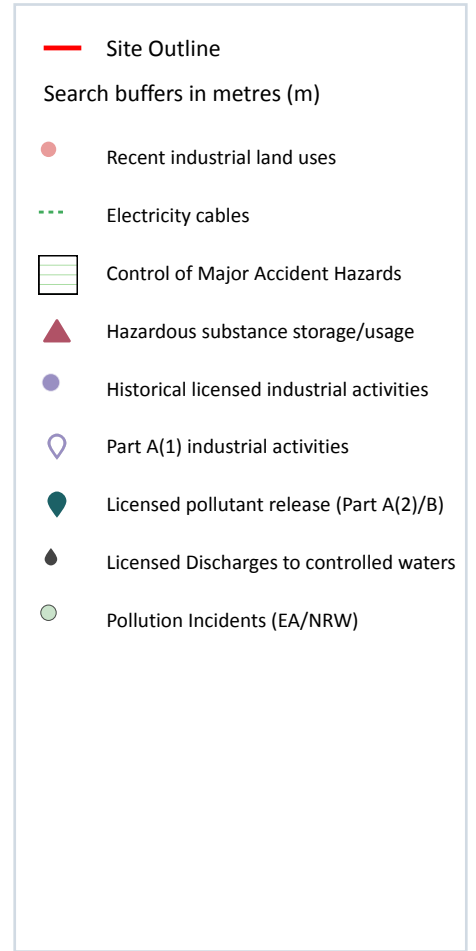 Site Outline
Search buffers in metres (m)
Recent industrial land uses
Electricity cables
Control of Major Accident Hazards
Hazardous substance storage/usage
Historical licensed industrial activities
Part A(1) industrial activities
Licensed pollutant release (Part A(2)/B)
Licensed Discharges to controlled waters
Pollution Incidents (EA/NRW)